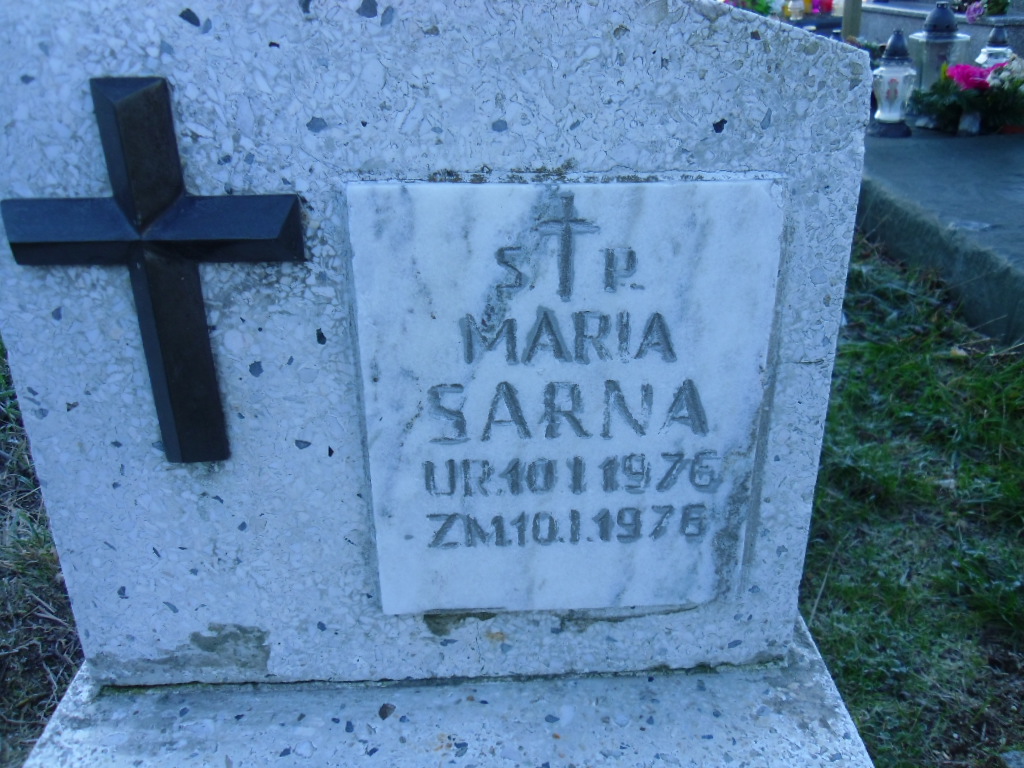 S. P.
MARIA
SARNA
UR.10.I.1976
ZM.10.I.1976